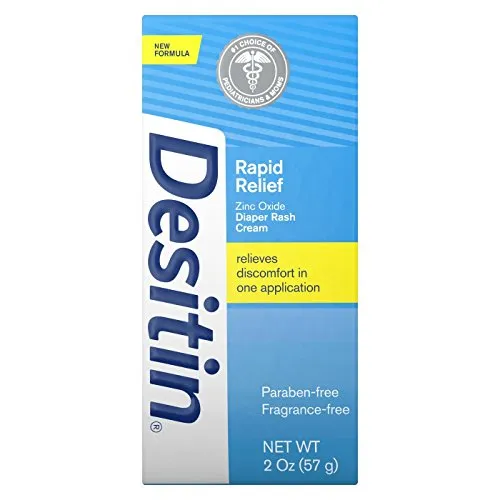 NEW
FORMULA
#1 CHOICE OF
PEDIATRICIANS & MOMS
Desitin®
Rapid
Relief
Zinc Oxide
Diaper Rash
Cream
relieves
discomfort in
one application
Paraben-free
Fragrance-free
NET WT
2 Oz (57 g)